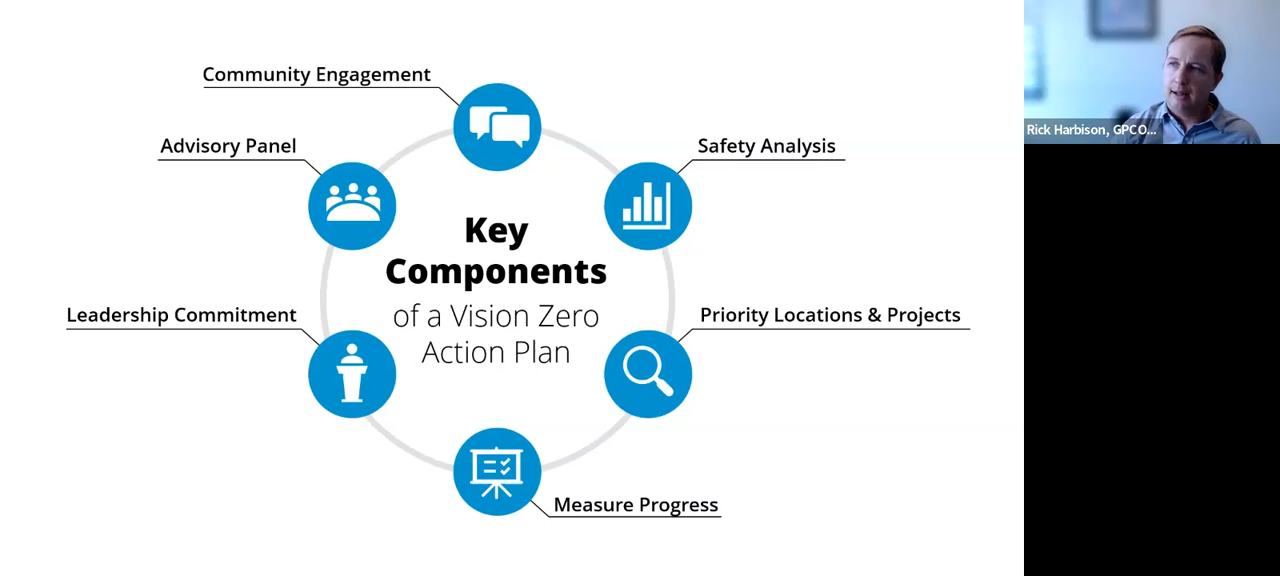 Community Engagement
Advisory Panel
Safety Analysis
Key
Components
of a Vision Zero
Action Plan
Leadership Commitment
Priority Locations & Projects
Measure Progress
Rick Harbison, GPCO...